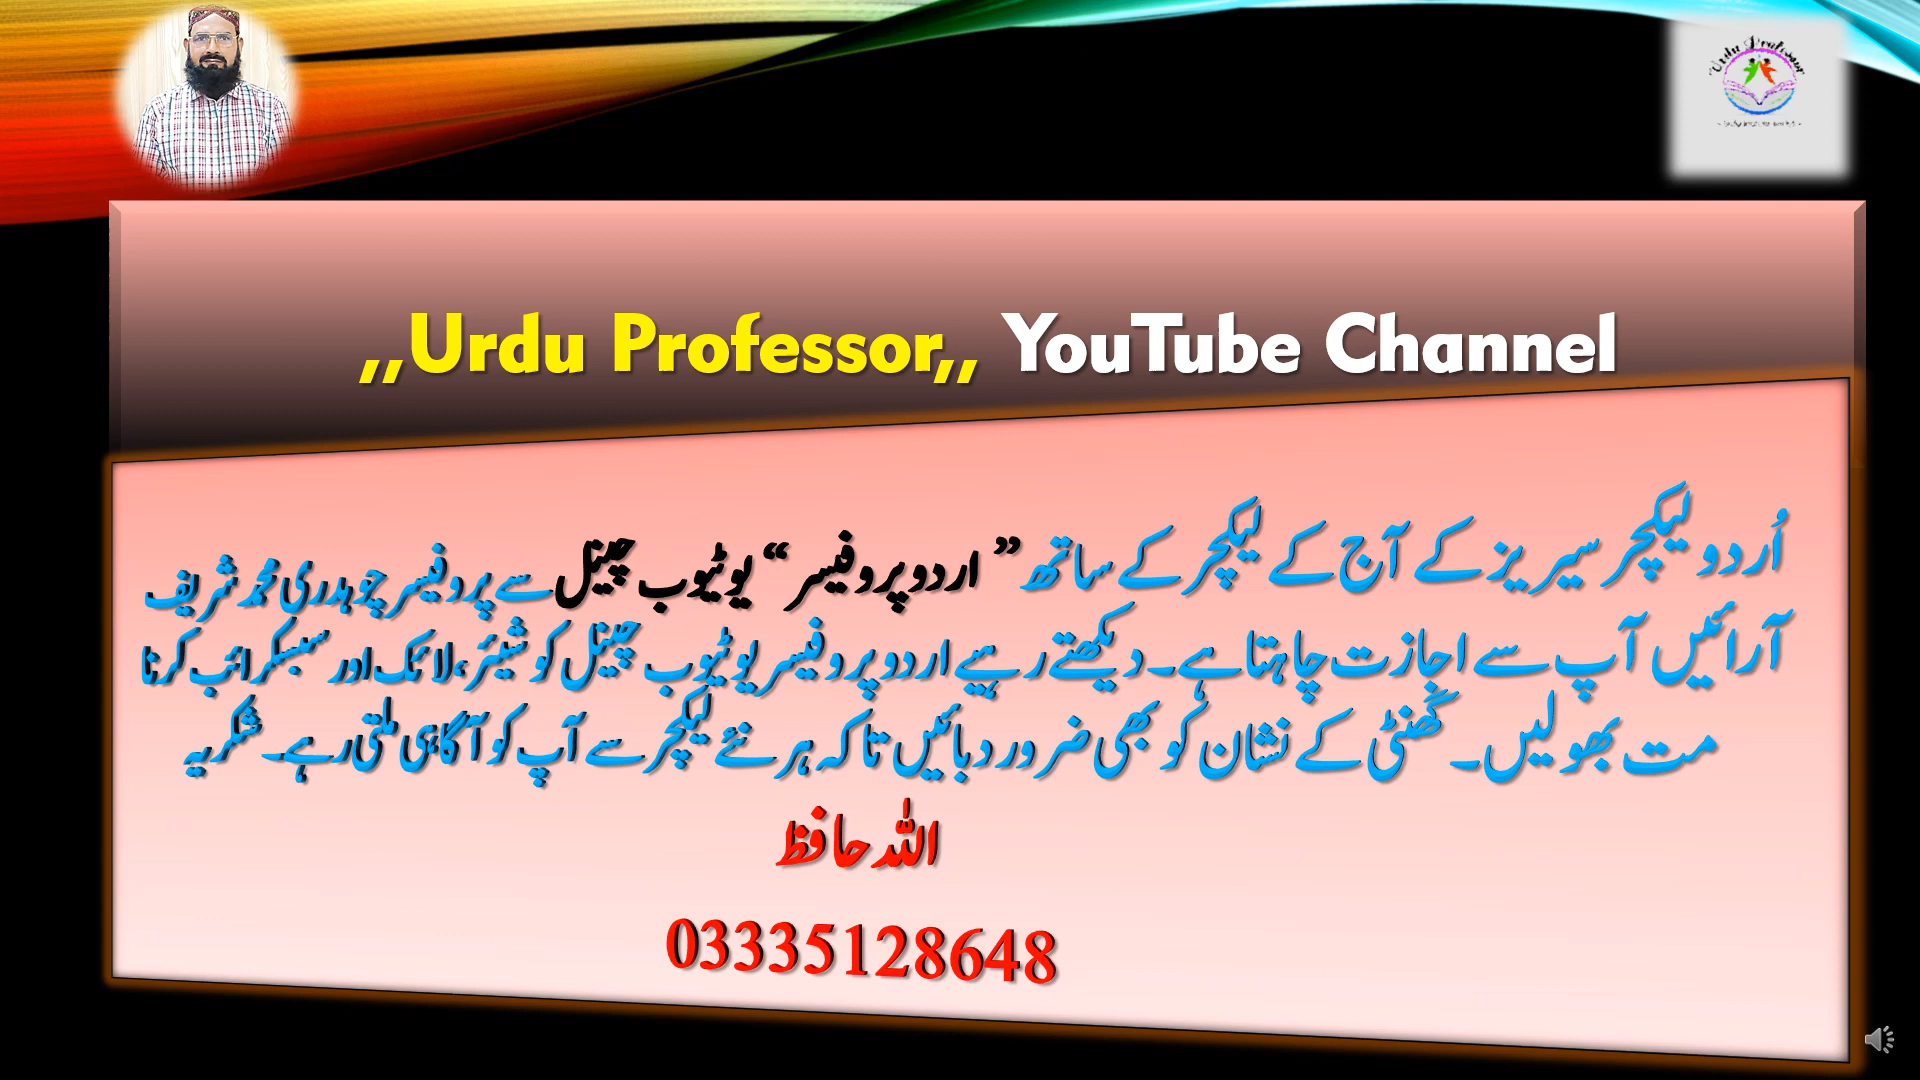 Urdu Professor
,,Urdu Professor,, YouTube Channel
اُردو لیکچر سیریز کے آج کے لیکچر کے ساتھ ” اردو پروفیسر “ یوٹیوب چینل سے پروفیسر چوہدری محمد شریف
آرائیں آپ سے اجازت چاہتا ہے۔ دیکھتے رہیے اردو پروفیسر یوٹیوب چینل کو شیئر ،لائک اور سبسکرائب کرنا
مت بھولیں۔ گھنٹی کے نشان کو بھی ضرور دبائیں تاکہ ہر نئے لیکچر سے آپ کو آگاہی ملتی رہے۔ شکریہ
اللہ حافظ
03335128648